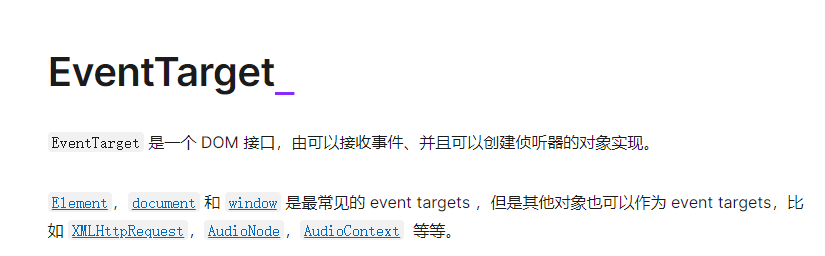 EventTarget_
EventTarget 是一个 DOM 接口，由可以接收事件、并且可以创建侦听器的对象实现。
Element，document 和 window 是最常见的 event targets ，但是其他对象也可以作为 event targets，比
如 XMLHttpRequest，AudioNode，AudioContext 等等。